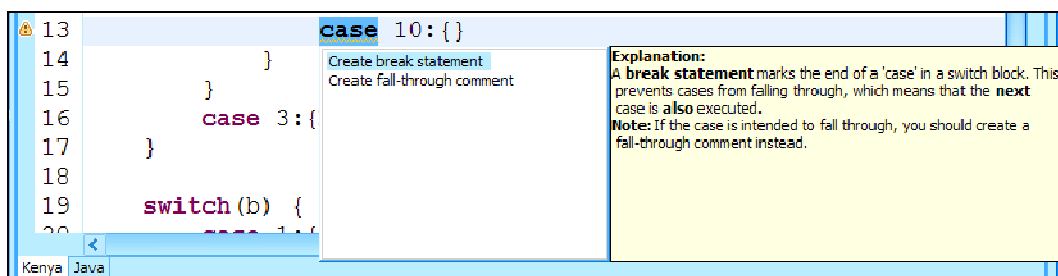 13 case 10:{}
14 }
15 }
16 case 3:{
17 }
18
19 switch(b) {
Create break statement
Create fall-through comment
Explanation:
A break statement marks the end of a 'case' in a switch block. This
prevents cases from falling through, which means that the next
case is also executed.
Note: If the case is intended to fall through, you should create a
fall-through comment instead.
Kenya Java